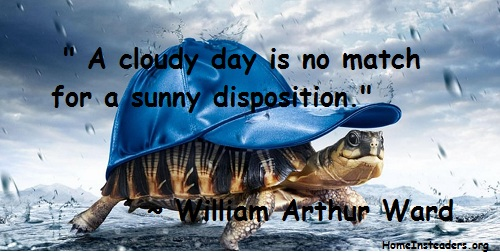 " A cloudy day is no match
for a sunny disposition."
~ William Arthur Ward.
HomeInsteaders.org